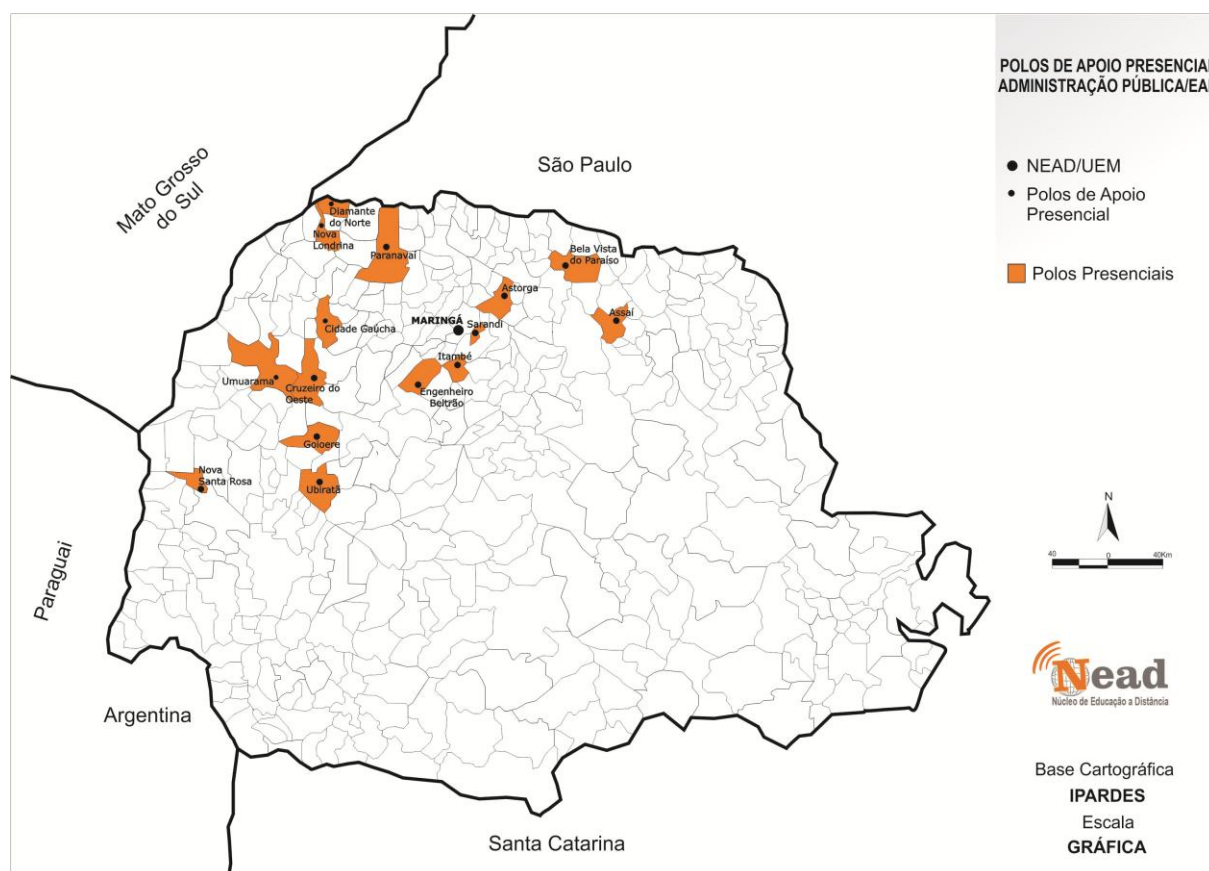 POLOS DE APOIO PRESENCIAL
ADMINISTRAÇÃO PÚBLICA/EAD
NEAD/UEM
Polos de Apoio
Presencial
Polos Presenciais
Mato Grosso
do Sul
São Paulo
Diamante
do Norte
Nova
Londrina
Paranavaí
Bela Vista
do Paraíso
Astorga
Assaí
Cidade Gaúcha
MARINGÁ
Sarandi
Itambé
Umuarama
Cruzeiro do
Oeste
Engenheiro
Beltrão
Goioere
Nova
Santa Rosa
Ubiratã
Paraguai
Argentina
Santa Catarina
N
40
0
40Km
Nead
Núcleo de Educação a Distância
Base Cartográfica
IPARDES
Escala
GRÁFICA